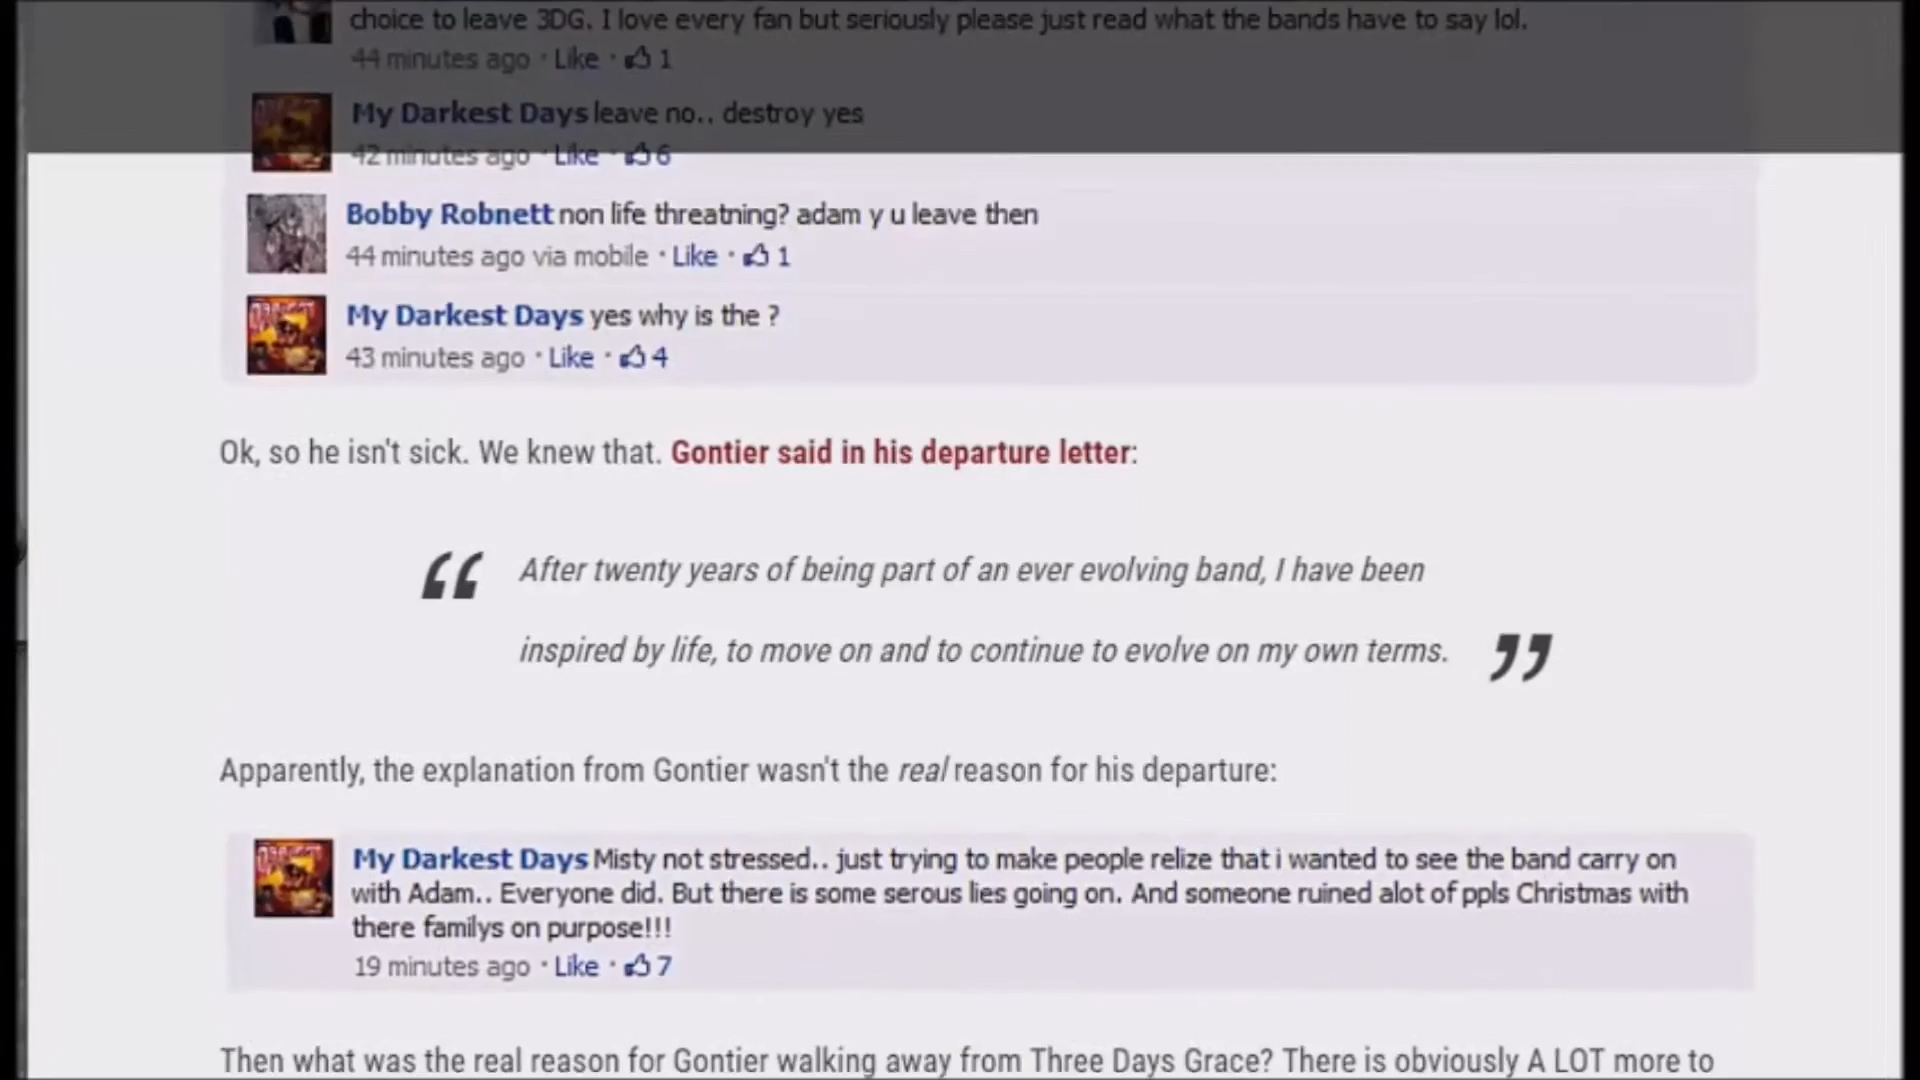 choice to leave 3DG. I love every fan but seriously please just read what the bands have to say lol.
44 minutes ago · Like · 1
My Darkest Days leave no.. destroy yes
42 minutes ago · Like · 6
Bobby Robnett non life threatning? adam y u leave then
44 minutes ago via mobile · Like · 1
My Darkest Days yes why is the ?
43 minutes ago · Like · 4
Ok, so he isn't sick. We knew that. Gontier said in his departure letter:
“ After twenty years of being part of an ever evolving band, I have been
inspired by life, to move on and to continue to evolve on my own terms. ”
Apparently, the explanation from Gontier wasn't the real reason for his departure:
My Darkest Days Misty not stressed.. just trying to make people relize that i wanted to see the band carry on
with Adam.. Everyone did. But there is some serous lies going on. And someone ruined alot of ppls Christmas with
there familys on purpose!!!
19 minutes ago · Like · 7
Then what was the real reason for Gontier walking away from Three Days Grace? There is obviously A LOT more to